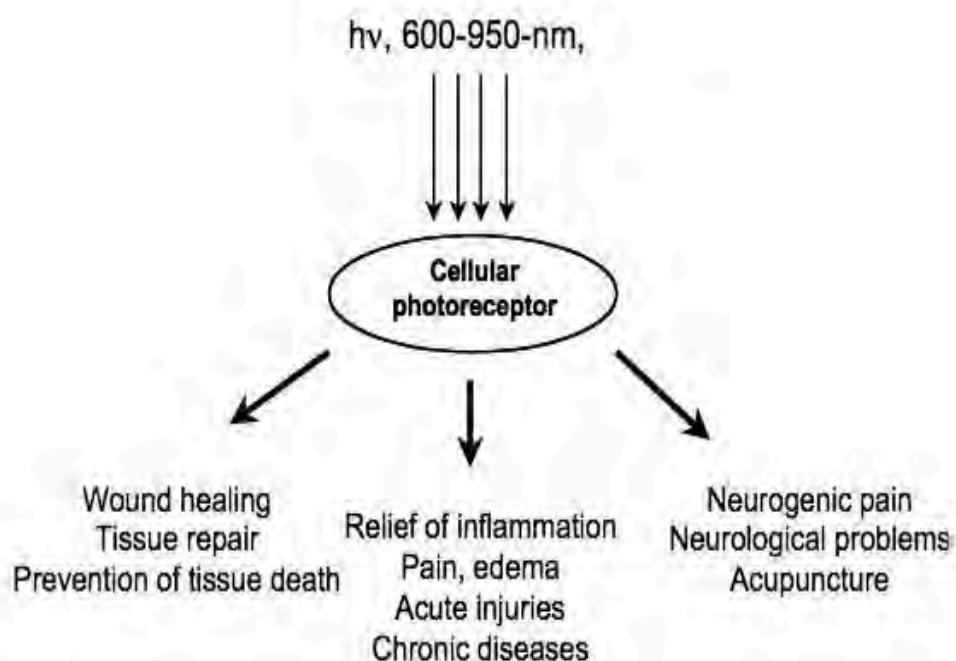 hν, 600-950-nm,
Cellular
photoreceptor
Wound healing
Tissue repair
Prevention of tissue death
Relief of inflammation
Pain, edema
Acute injuries
Chronic diseases
Neurogenic pain
Neurological problems
Acupuncture